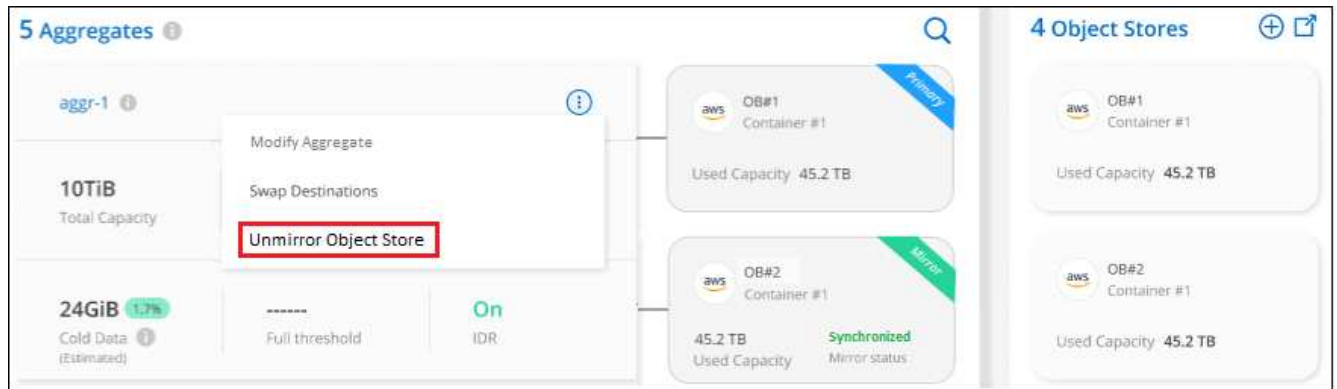 5 Aggregates
4 Object Stores
aggr-1
Modify Aggregate
Swap Destinations
Unmirror Object Store
10TiB
Total Capacity
24GiB 1.7%
Cold Data
(Estimated)
------
Full threshold
On
IDR
Primary
aws
OB#1
Container #1
Used Capacity 45.2 TB
Mirror
aws
OB#2
Container #1
45.2 TB
Used Capacity
Synchronized
Mirror status
aws
OB#1
Container #1
Used Capacity 45.2 TB
aws
OB#2
Container #1
Used Capacity 45.2 TB